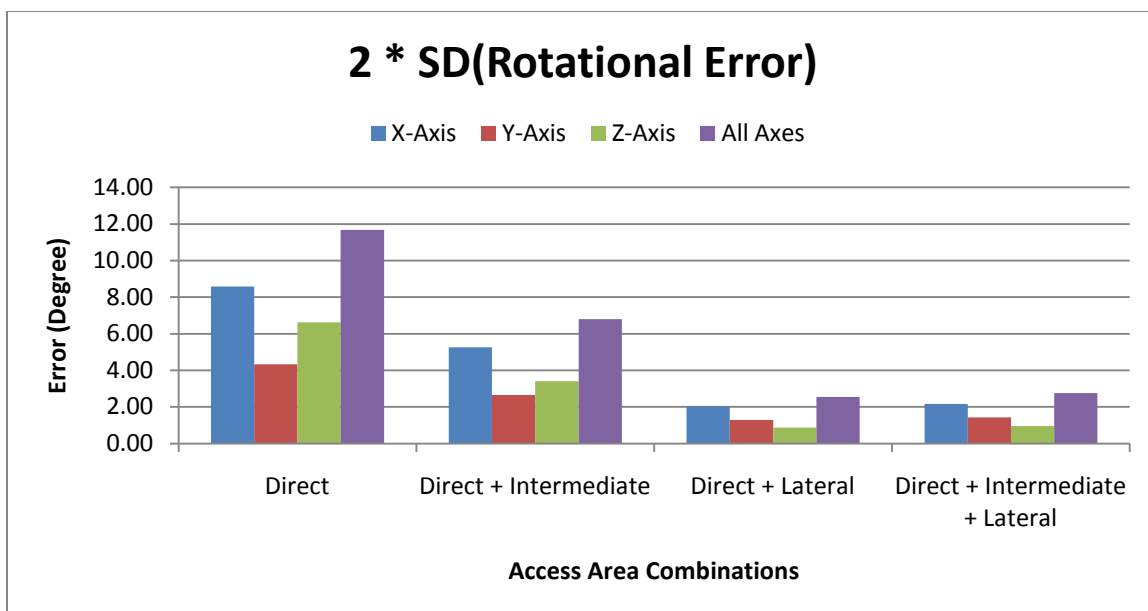 2 * SD(Rotational Error)
X-Axis Y-Axis Z-Axis All Axes
14.00
12.00
10.00
8.00
6.00
4.00
2.00
0.00
Error (Degree)
Direct Direct + Intermediate Direct + Lateral Direct + Intermediate
+ Lateral
Access Area Combinations